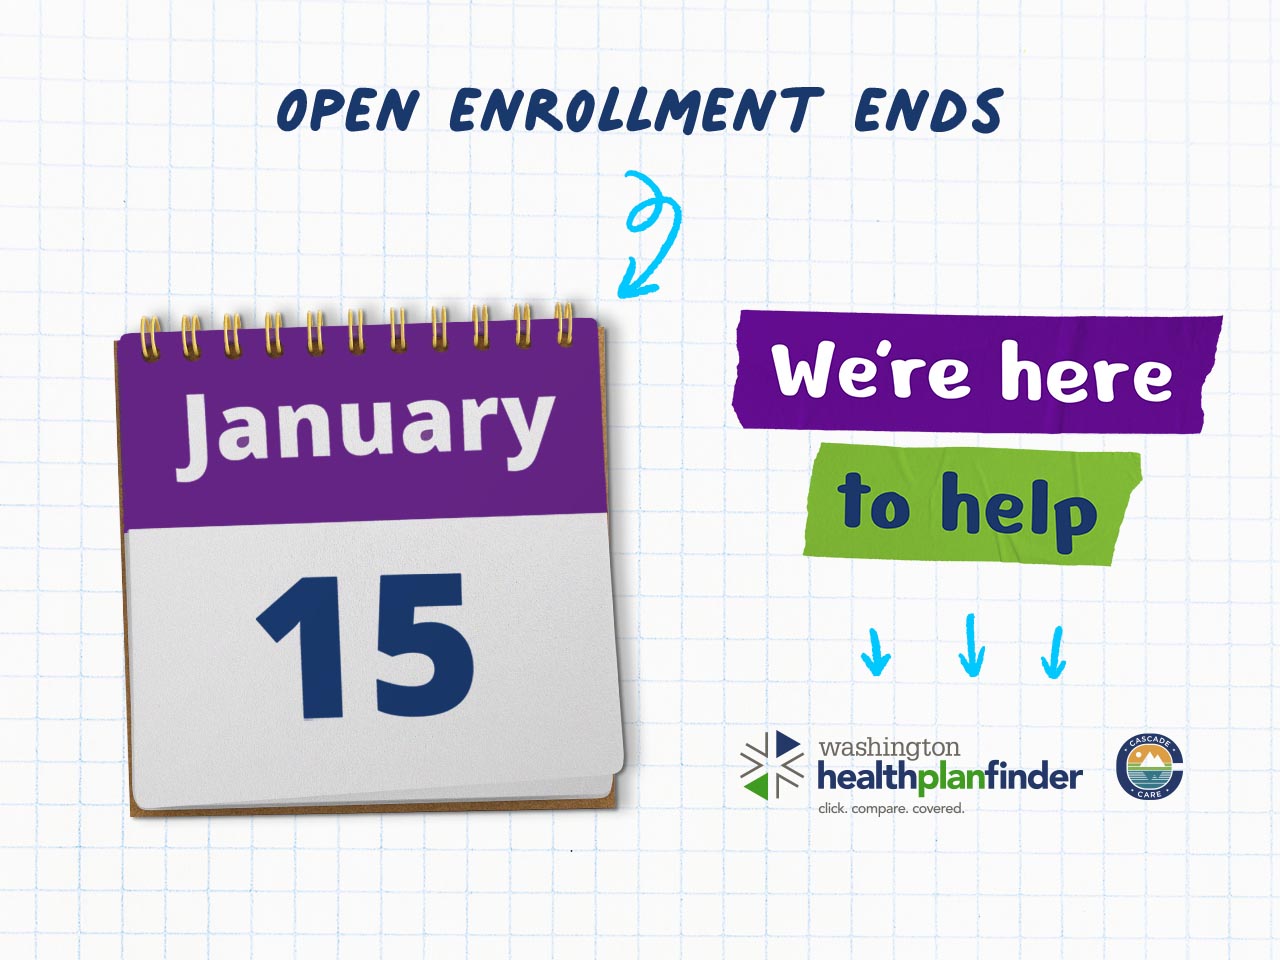 OPEN ENROLLMENT ENDS
January
15
We're here
to help
washington
healthplanfinder
click. compare. covered.
CASCADE
CARE